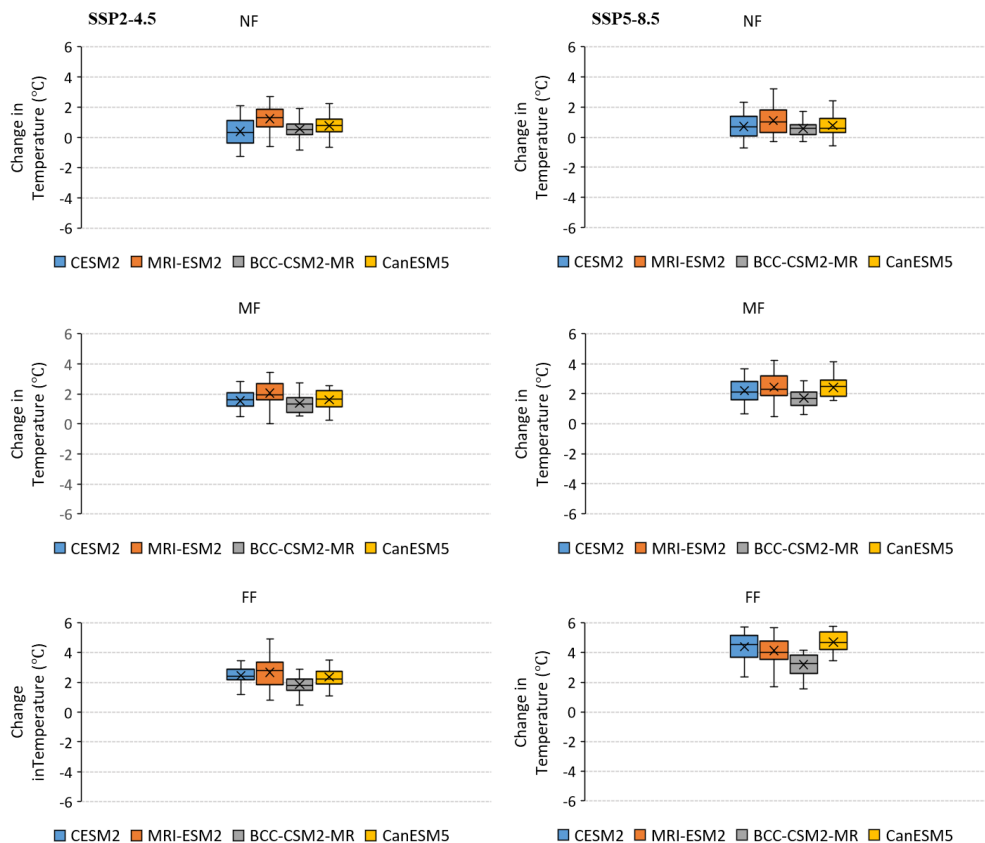 SSP2-4.5
NF
Change in
Temperature (°C)
6
4
2
0
-2
-4
-6
CESM2 MRI-ESM2 BCC-CSM2-MR CanESM5
SSP5-8.5
NF
Change in
Temperature (°C)
6
4
2
0
-2
-4
-6
CESM2 MRI-ESM2 BCC-CSM2-MR CanESM5
MF
Change in
Temperature (°C)
6
4
2
0
-2
-4
-6
CESM2 MRI-ESM2 BCC-CSM2-MR CanESM5
MF
Change in
Temperature (°C)
6
4
2
0
-2
-4
-6
CESM2 MRI-ESM2 BCC-CSM2-MR CanESM5
FF
Change
inTemperature (°C)
6
4
2
0
-2
-4
-6
CESM2 MRI-ESM2 BCC-CSM2-MR CanESM5
FF
Change in
Temperature (°C)
6
4
2
0
-2
-4
-6
CESM2 MRI-ESM2 BCC-CSM2-MR CanESM5